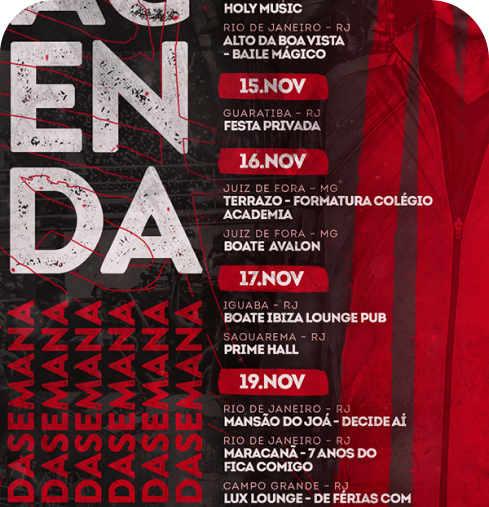 AG
EN
DA
DASEMANA
DASEMANA
DASEMANA
DASEMANA
DASEMANA
DASEMANA
HOLY MUSIC
RIO DE JANEIRO - RJ
ALTO DA BOA VISTA
- BAILE MÁGICO
15.NOV
GUARATIBA - RJ
FESTA PRIVADA
16.NOV
JUIZ DE FORA - MG
TERRAZO - FORMATURA COLÉGIO
ACADEMIA
JUIZ DE FORA - MG
BOATE AVALON
17.NOV
IGUABA - RJ
BOATE IBIZA LOUNGE PUB
SAQUAREMA - RJ
PRIME HALL
19.NOV
RIO DE JANEIRO - RJ
MANSÃO DO JOÁ - DECIDE AÍ
RIO DE JANEIRO - RJ
MARACANÃ - 7 ANOS DO
FICA COMIGO
CAMPO GRANDE - RJ
LUX LOUNGE - DE FÉRIAS COM